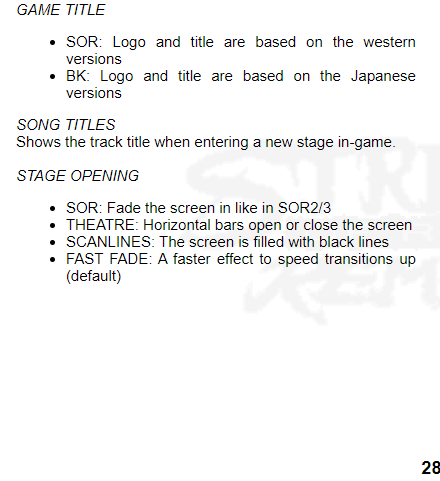 GAME TITLE
• SOR: Logo and title are based on the western
versions
• BK: Logo and title are based on the Japanese
versions
SONG TITLES
Shows the track title when entering a new stage in-game.
STAGE OPENING
• SOR: Fade the screen in like in SOR2/3
• THEATRE: Horizontal bars open or close the screen
• SCANLINES: The screen is filled with black lines
• FAST FADE: A faster effect to speed transitions up
(default)
28